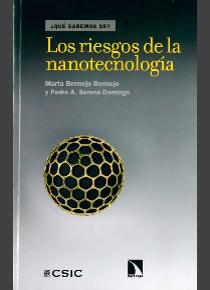 ¿QUÉ SABEMOS DE?
Los riesgos de la
nanotecnología
Marta Bermejo Bermejo
y Pedro A. Serena Domingo
CSIC